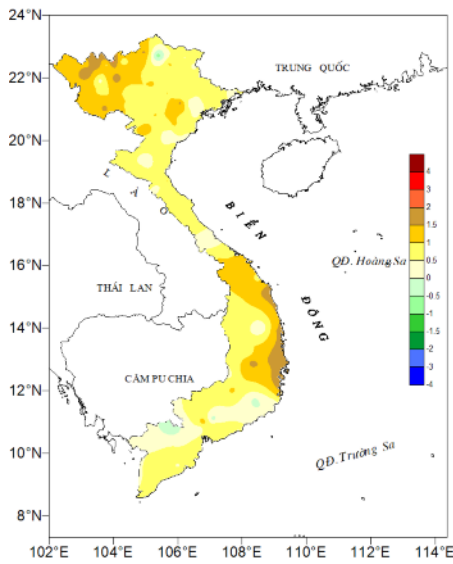 24°N
22°N
20°N
18°N
16°N
14°N
12°N
10°N
8°N
TRUNG QUỐC
LÀO
BIỂN
ĐÔNG
QĐ. Hoàng Sa
THÁI LAN
CĂM PU CHIA
QĐ. Trường Sa
4
3
2
1.5
1
0.5
0
-0.5
-1
-1.5
-2
-3
-4
102°E 104°E 106°E 108°E 110°E 112°E 114°E